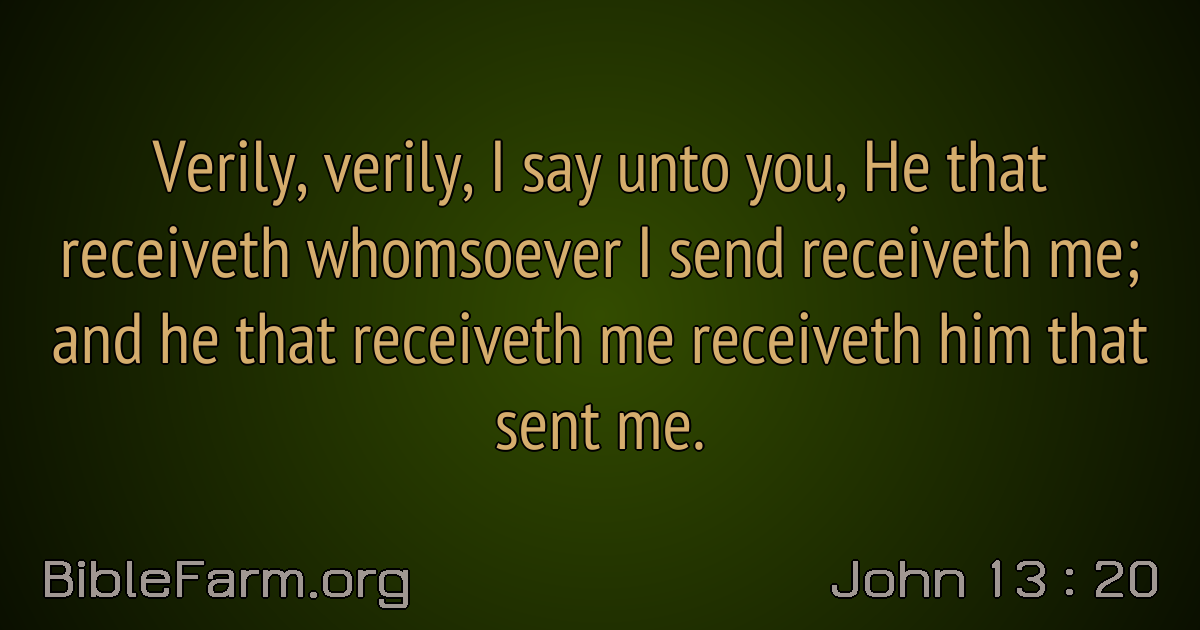 Verily, verily, I say unto you, He that
receiveth whomsoever I send receiveth me;
and he that receiveth me receiveth him that
sent me.
BibleFarm.org
John 13 : 20